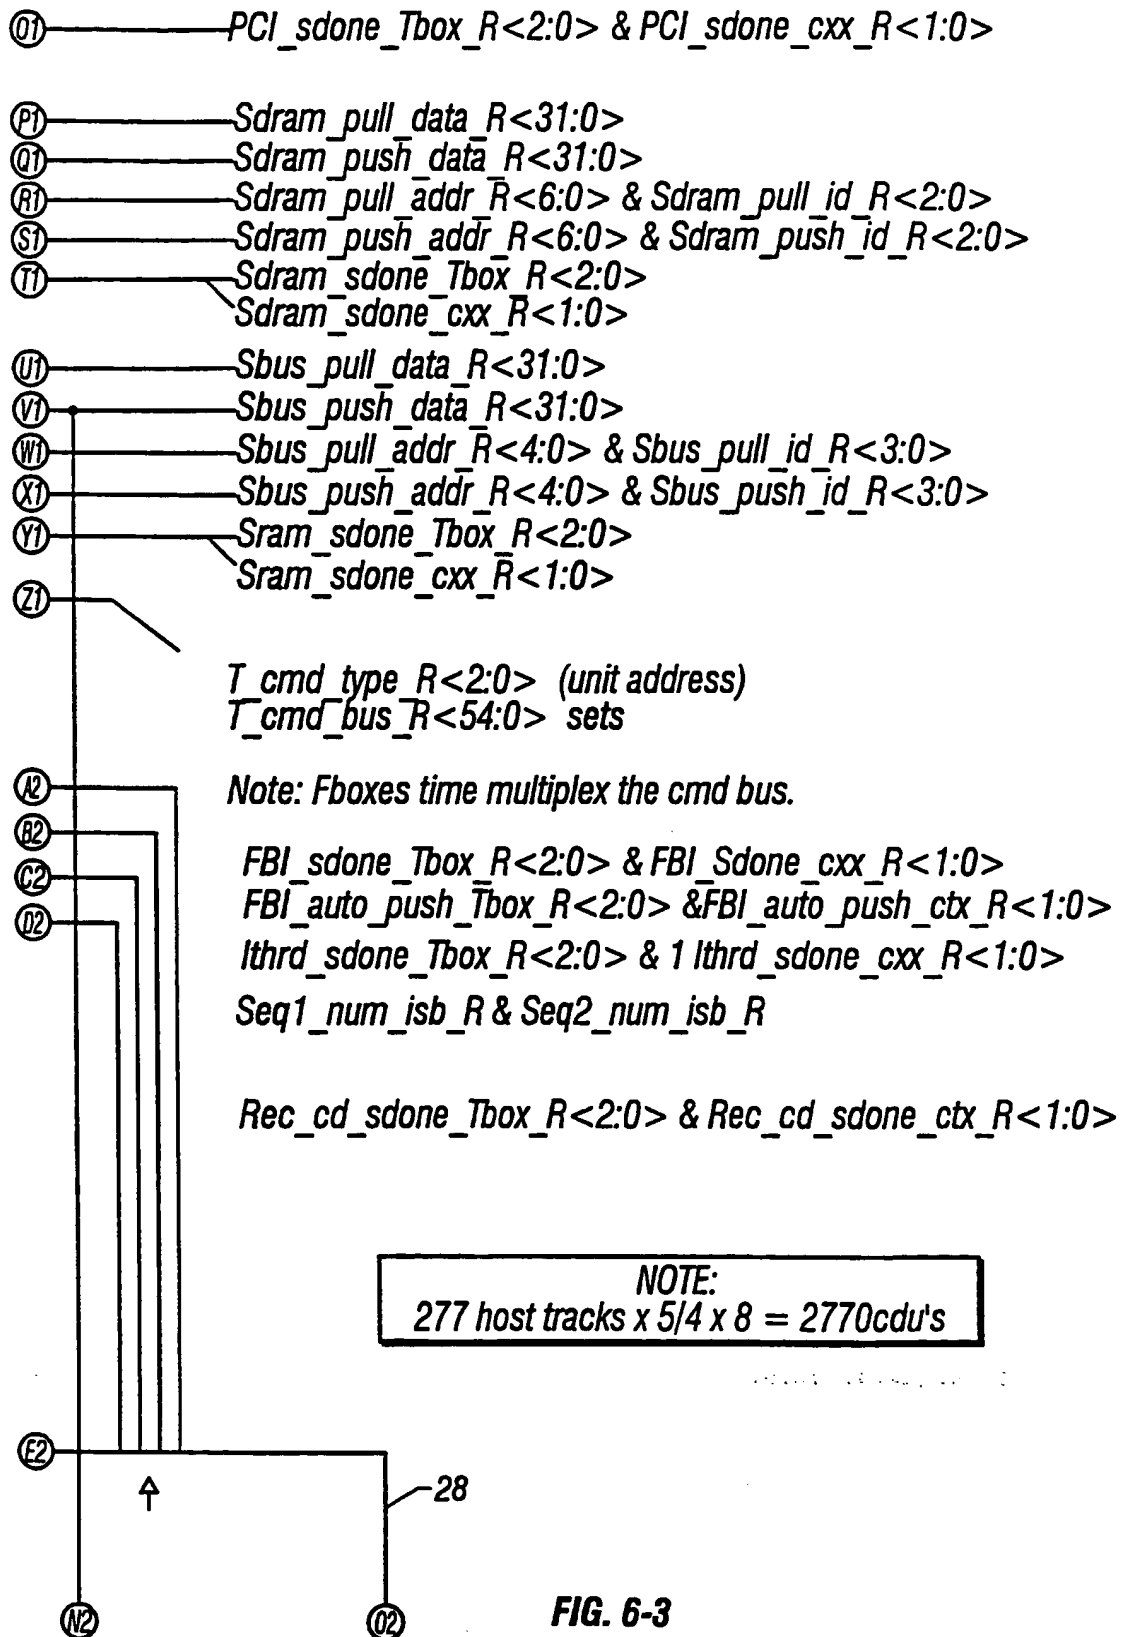 O1 PCI_sdone_Tbox_R<2:0> & PCI_sdone_cxx_R<1:0>
P1 Sdram_pull_data_R<31:0>
Q1 Sdram_push_data_R<31:0>
R1 Sdram_pull_addr_R<6:0> & Sdram_pull_id_R<2:0>
S1 Sdram_push_addr_R<6:0> & Sdram_push_id_R<2:0>
T1 Sdram_sdone_Tbox_R<2:0>
Sdram_sdone_cxx_R<1:0>
U1 Sbus_pull_data_R<31:0>
V1 Sbus_push_data_R<31:0>
W1 Sbus_pull_addr_R<4:0> & Sbus_pull_id_R<3:0>
X1 Sbus_push_addr_R<4:0> & Sbus_push_id_R<3:0>
Y1 Sram_sdone_Tbox_R<2:0>
Sram_sdone_cxx_R<1:0>
Z1
T_cmd_type_R<2:0> (unit address)
T_cmd_bus_R<54:0> sets
A2 Note: Fboxes time multiplex the cmd bus.
B2
FBI_sdone_Tbox_R<2:0> & FBI_Sdone_cxx_R<1:0>
C2
FBI_auto_push_Tbox_R<2:0> &FBI_auto_push_ctx_R<1:0>
D2
Ithrd_sdone_Tbox_R<2:0> & 1 Ithrd_sdone_cxx_R<1:0>
Seq1_num_isb_R & Seq2_num_isb_R
Rec_cd_sdone_Tbox_R<2:0> & Rec_cd_sdone_ctx_R<1:0>
NOTE:
277 host tracks x 5/4 x 8 = 2770cdu's
E2
28
N2
O2
FIG. 6-3